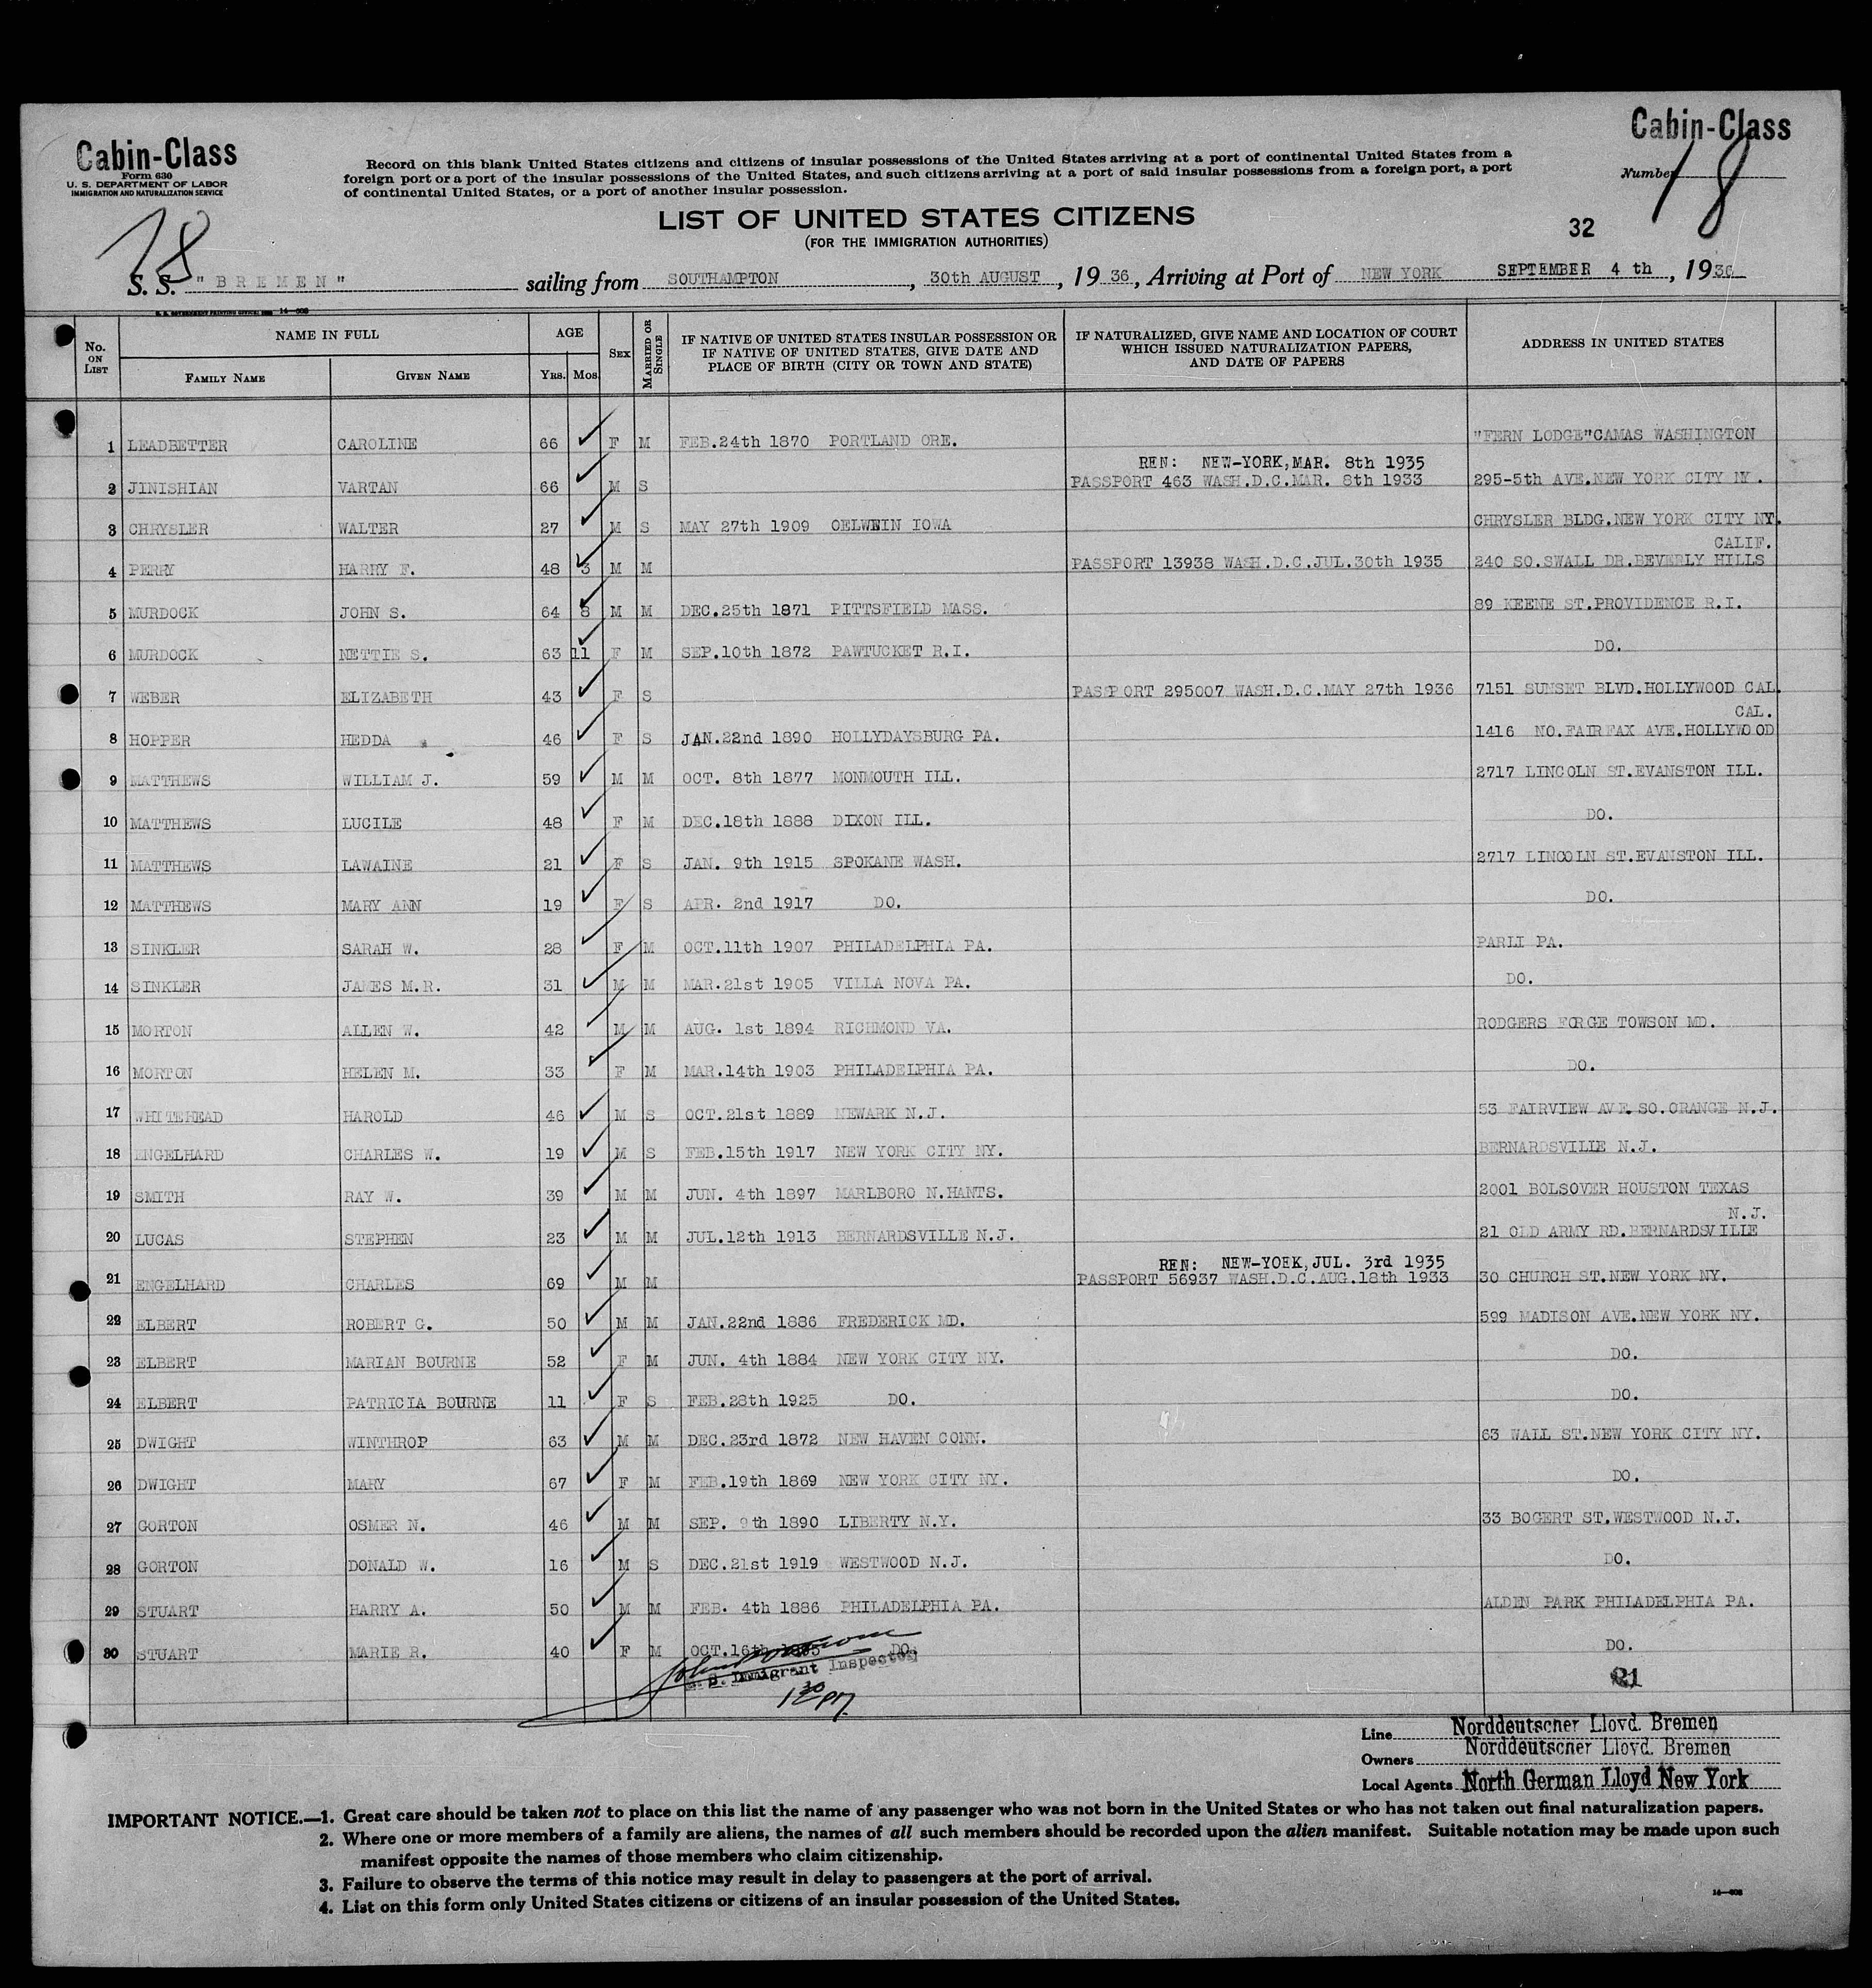 Cabin-Class
Form 630
U. S. DEPARTMENT OF LABOR
IMMIGRATION AND NATURALIZATION SERVICE
Record on this blank United States citizens and citizens of insular possessions of the United States arriving at a port of continental United States from a
foreign port or a port of the insular possessions of the United States, and such citizens arriving at a port of said insular possessions from a foreign port, a port
of continental United States, or a port of another insular possession.
Cabin-Class
Number 18
LIST OF UNITED STATES CITIZENS
(FOR THE IMMIGRATION AUTHORITIES)
32
18
S. S. "BREMEN" sailing from SOUTHAMPTON, 30th AUGUST, 1936, Arriving at Port of NEW YORK SEPTEMBER 4 th, 1936
No. ON LIST NAME IN FULL FAMILY NAME GIVEN NAME AGE YRS. MOS. SEX MARRIED OR SINGLE IF NATIVE OF UNITED STATES INSULAR POSSESSION OR IF NATIVE OF UNITED STATES, GIVE DATE AND PLACE OF BIRTH (CITY OR TOWN AND STATE) IF NATURALIZED, GIVE NAME AND LOCATION OF COURT WHICH ISSUED NATURALIZATION PAPERS, AND DATE OF PAPERS ADDRESS IN UNITED STATES
1 LEADBETTER CAROLINE 66 F M FEB.24th 1870 PORTLAND ORE. "FERN LODGE"CAMAS WASHINGTON
REN: NEW-YORK,MAR. 8th 1935
2 JINISHIAN VARTAN 66 M S PASSPORT 463 WASH.D.C.MAR. 8th 1933 295-5th AVE.NEW YORK CITY NY.
3 CHRYSLER WALTER 27 M S MAY 27th 1909 OELWEIN IOWA CHRYSLER BLDG.NEW YORK CITY NY.
CALIF.
4 PERRY HARRY F. 48 3 M M PASSPORT 13938 WASH.D.C.JUL.30th 1935 240 SO.SWALL DR.BEVERLY HILLS
5 MURDOCK JOHN S. 64 8 M M DEC.25th 1871 PITTSFIELD MASS. 89 KEENE ST.PROVIDENCE R.I.
6 MURDOCK NETTIE S. 63 11 F M SEP.10th 1872 PAWTUCKET R.I. DO.
7 WEBER ELIZABETH 43 F S PASSPORT 295007 WASH.D.C.MAY 27th 1936 7151 SUNSET BLVD.HOLLYWOOD CAL.
CAL.
8 HOPPER HEDDA 46 F S JAN.22nd 1890 HOLLYDAYSBURG PA. 1416 NO.FAIRFAX AVE.HOLLYWOOD
9 MATTHEWS WILLIAM J. 59 M M OCT. 8th 1877 MONMOUTH ILL. 2717 LINCOLN ST.EVANSTON ILL.
10 MATTHEWS LUCILE 48 F M DEC.18th 1888 DIXON ILL. DO.
11 MATTHEWS LAWAINE 21 F S JAN. 9th 1915 SPOKANE WASH. 2717 LINCOLN ST.EVANSTON ILL.
12 MATTHEWS MARY ANN 19 F S APR. 2nd 1917 DO. DO.
13 SINKLER SARAH W. 28 F M OCT.11th 1907 PHILADELPHIA PA. PARLI PA.
14 SINKLER JAMES M.R. 31 M M MAR.21st 1905 VILLA NOVA PA. DO.
15 MORTON ALLEN W. 42 M M AUG. 1st 1894 RICHMOND VA. RODGERS FORGE TOWSON MD.
16 MORTON HELEN M. 33 F M MAR.14th 1903 PHILADELPHIA PA. DO.
17 WHITEHEAD HAROLD 46 M S OCT.21st 1889 NEWARK N.J. 53 FAIRVIEW AVE.SO.ORANGE N.J.
18 ENGELHARD CHARLES W. 19 M S FEB.15th 1917 NEW YORK CITY NY. BERNARDSVILLE N.J.
19 SMITH RAY W. 39 M M JUN. 4th 1897 MARLBORO N.HANTS. 2001 BOLSOVER HOUSTON TEXAS
N.J.
20 LUCAS STEPHEN 23 M M JUL.12th 1913 BERNARDSVILLE N.J. 21 OLD ARMY RD.BERNARDSVILLE
REN: NEW-YORK,JUL. 3rd 1935
21 ENGELHARD CHARLES 69 M M PASSPORT 56937 WASH.D.C.AUG.18th 1933 30 CHURCH ST.NEW YORK NY.
22 ELBERT ROBERT G. 50 M M JAN.22nd 1886 FREDERICK MD. 599 MADISON AVE.NEW YORK NY.
23 ELBERT MARIAN BOURNE 52 F M JUN. 4th 1884 NEW YORK CITY NY. DO.
24 ELBERT PATRICIA BOURNE 11 F S FEB.28th 1925 DO. DO.
25 DWIGHT WINTHROP 63 M M DEC.23rd 1872 NEW HAVEN CONN. 63 WALL ST.NEW YORK CITY NY.
26 DWIGHT MARY 67 F M FEB.19th 1869 NEW YORK CITY NY. DO.
27 GORTON OSMER N. 46 M M SEP. 9th 1890 LIBERTY N.Y. 33 BOGERT ST.WESTWOOD N.J.
28 GORTON DONALD W. 16 M S DEC.21st 1919 WESTWOOD N.J. DO.
29 STUART HARRY A. 50 M M FEB. 4th 1886 PHILADELPHIA PA. ALDEN PARK PHILADELPHIA PA.
30 STUART MARIE R. 40 F M OCT.16th 1895 DO. DO.
U. S. Immigrant Inspector
1 30 PM.
21
Line Norddeutscher Lloyd. Bremen
Owners Norddeutscher Lloyd. Bremen
Local Agents North German Lloyd New York
IMPORTANT NOTICE.—1. Great care should be taken not to place on this list the name of any passenger who was not born in the United States or who has not taken out final naturalization papers.
2. Where one or more members of a family are aliens, the names of all such members should be recorded upon the alien manifest. Suitable notation may be made upon such
manifest opposite the names of those members who claim citizenship.
3. Failure to observe the terms of this notice may result in delay to passengers at the port of arrival.
4. List on this form only United States citizens or citizens of an insular possession of the United States.